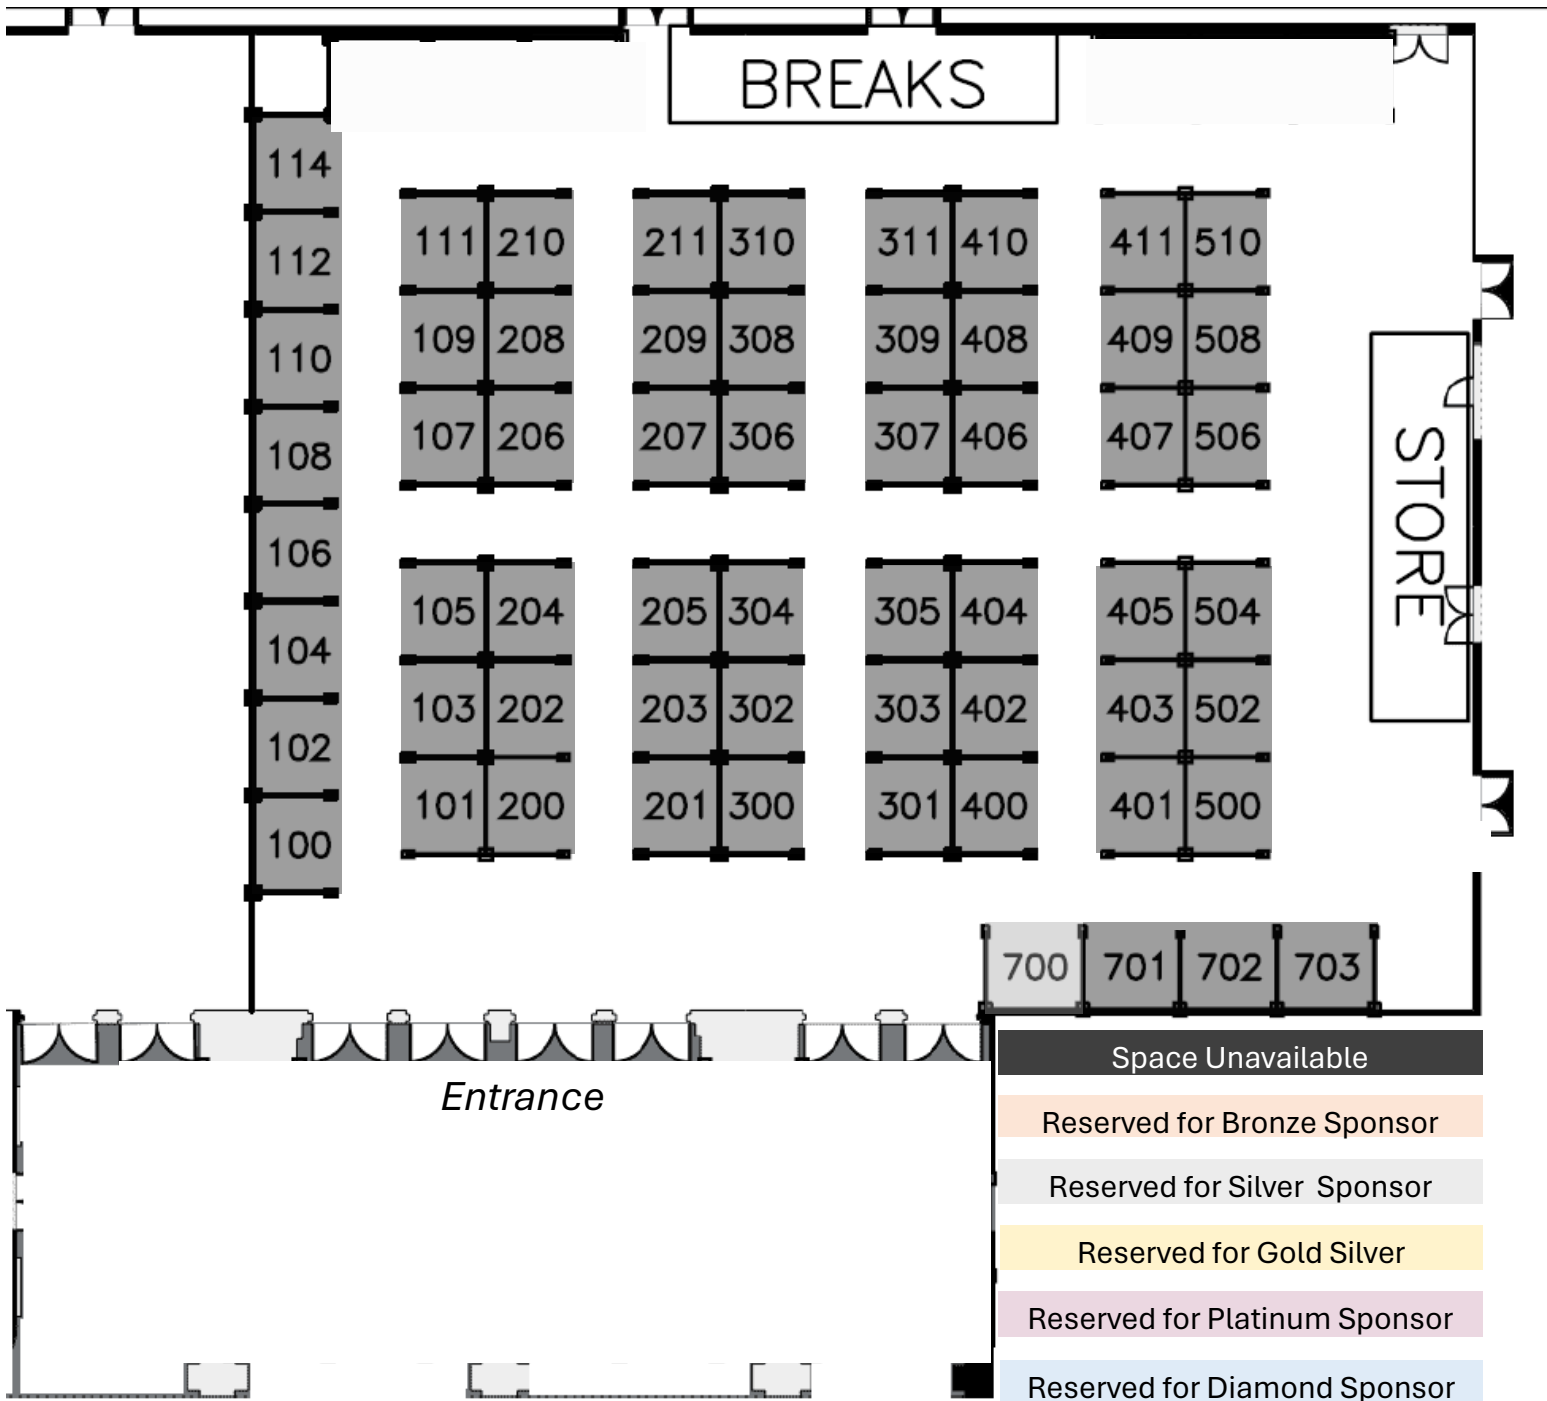 BREAKS
114
111 210 211 310 311 410 411 510
112
109 208 209 308 309 408 409 508
110
107 206 207 306 307 406 407 506
108
STORE
106
105 204 205 304 305 404 405 504
104
103 202 203 302 303 402 403 502
102
101 200 201 300 301 400 401 500
100
700 701 702 703
Space Unavailable
Entrance
Reserved for Bronze Sponsor
Reserved for Silver Sponsor
Reserved for Gold Silver
Reserved for Platinum Sponsor
Reserved for Diamond Sponsor